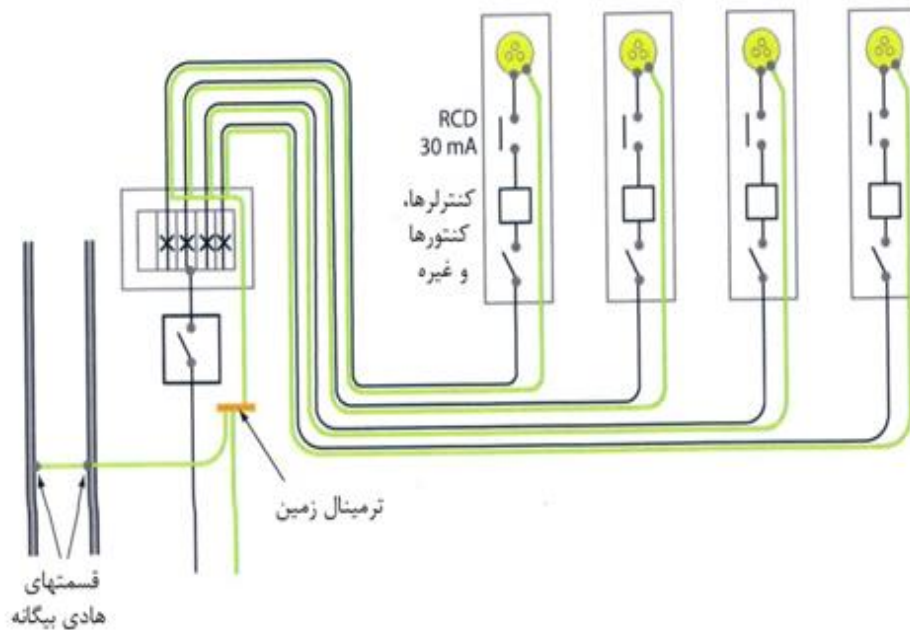 RCD
30 mA
کنترلرها،
کنتورها
و غیره
ترمینال زمین
قسمتهای
هادی بیگانه